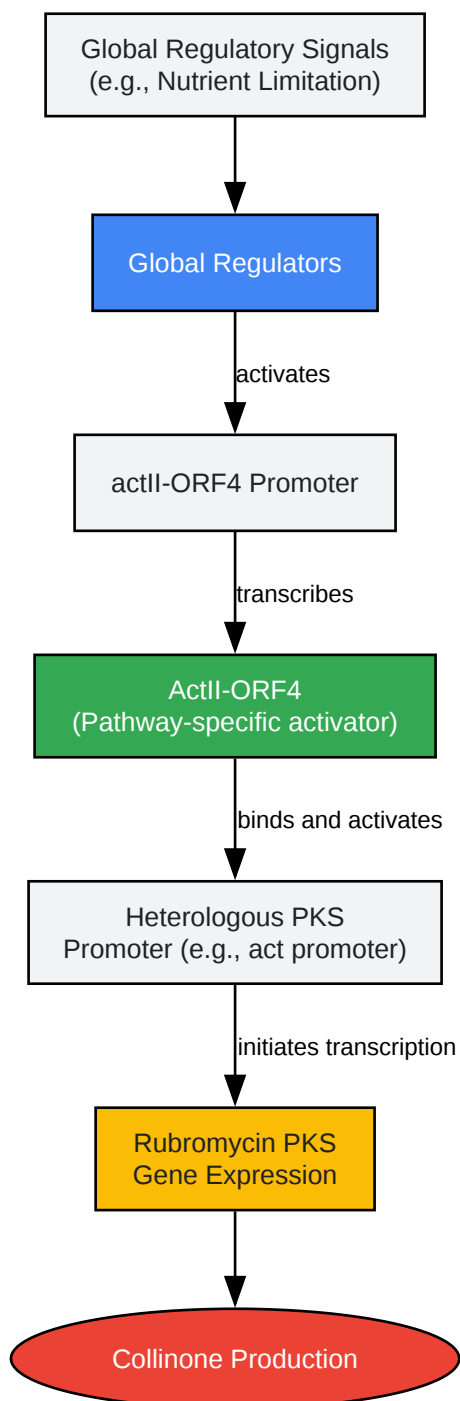 Global Regulatory Signals
(e.g., Nutrient Limitation)
Global Regulators
activates
actII-ORF4 Promoter
transcribes
ActII-ORF4
(Pathway-specific activator)
binds and activates
Heterologous PKS
Promoter (e.g., act promoter)
initiates transcription
Rubromycin PKS
Gene Expression
Collinone Production